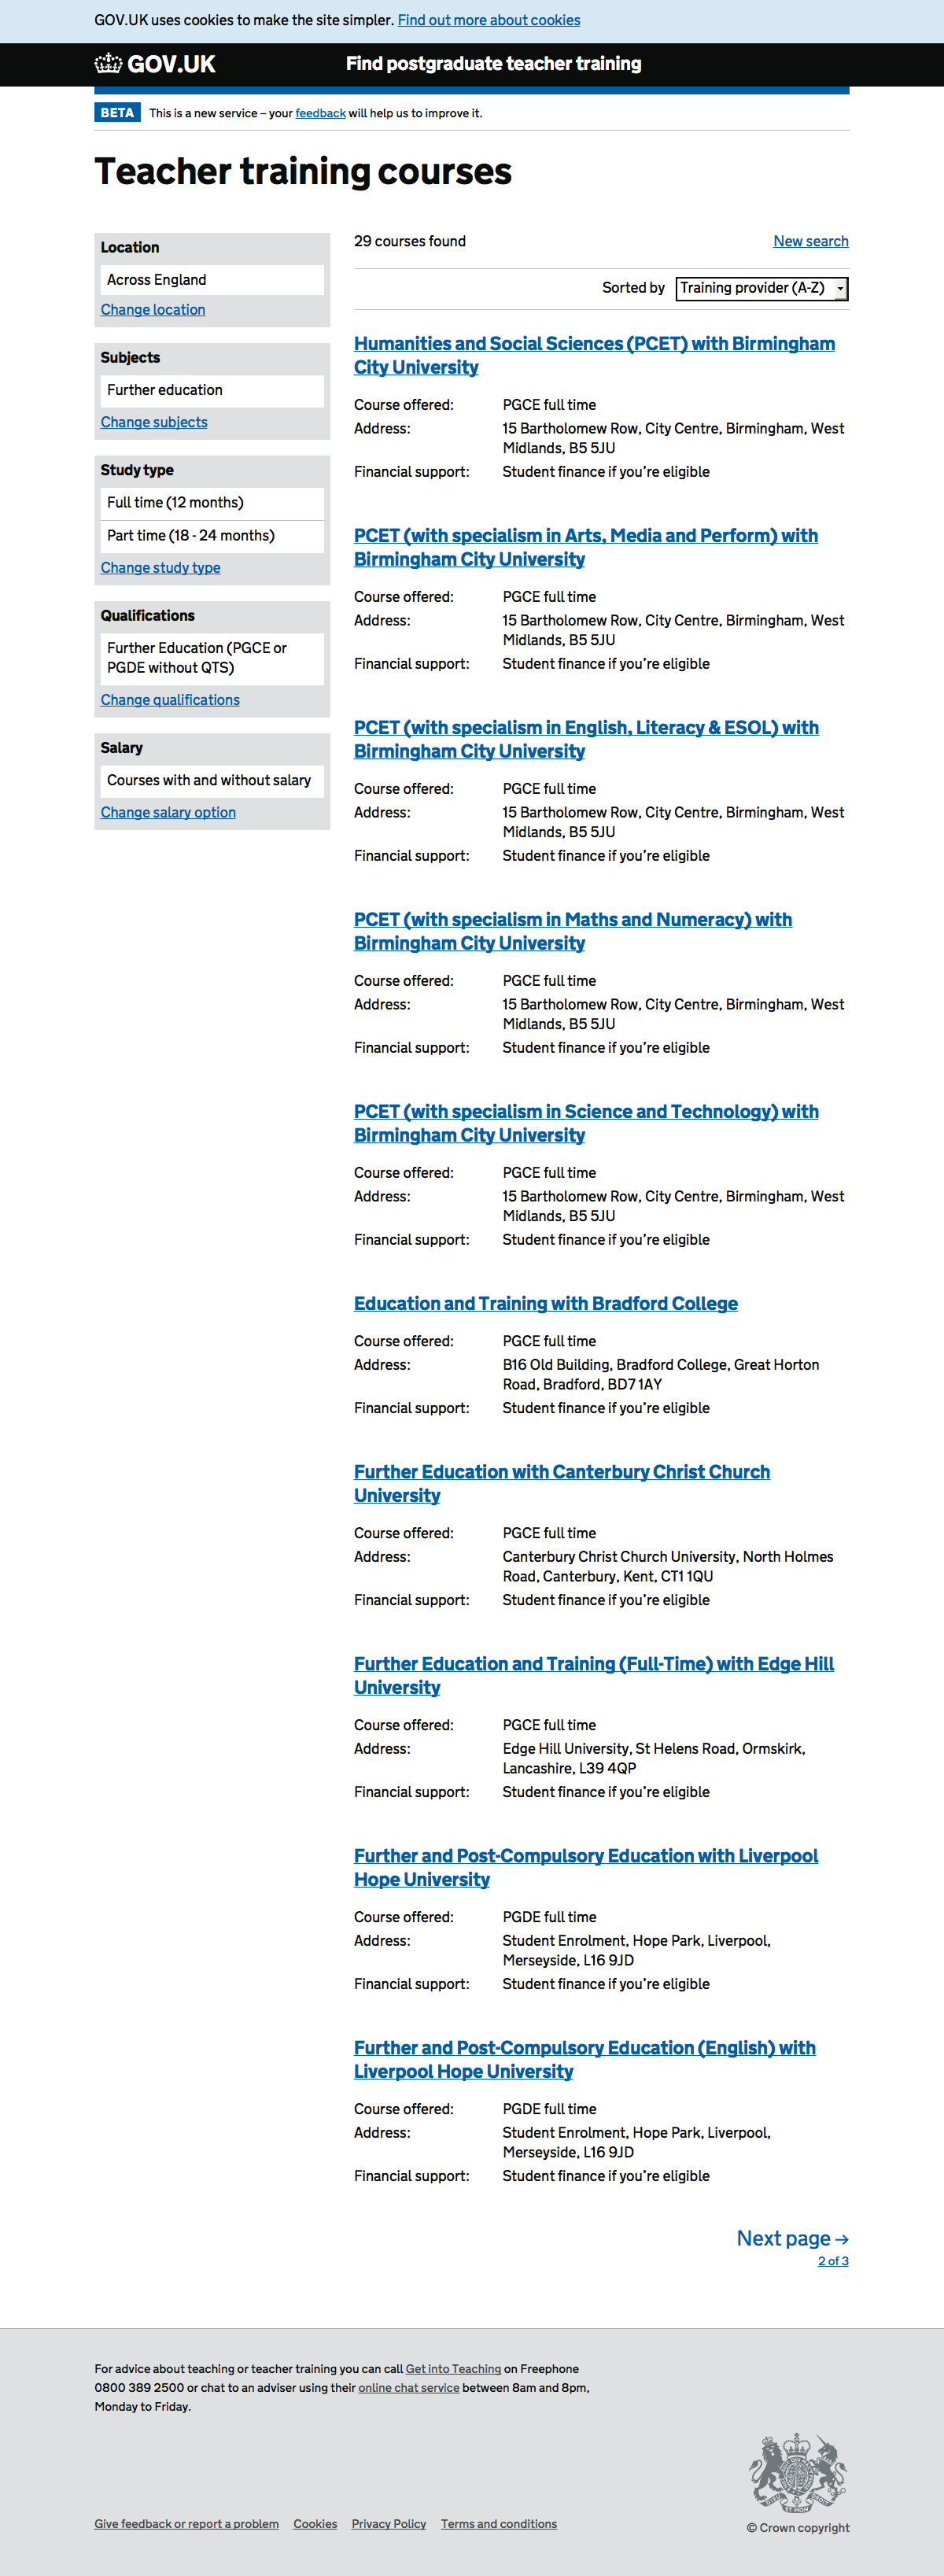 GOV.UK uses cookies to make the site simpler. Find out more about cookies
GOV.UK
Find postgraduate teacher training
BETA This is a new service – your feedback will help us to improve it.
Teacher training courses
Location
Across England
Change location
Subjects
Further education
Change subjects
Study type
Full time (12 months)
Part time (18 - 24 months)
Change study type
Qualifications
Further Education (PGCE or
PGDE without QTS)
Change qualifications
Salary
Courses with and without salary
Change salary option
29 courses found
New search
Sorted by Training provider (A-Z)
Humanities and Social Sciences (PCET) with Birmingham
City University
Course offered: PGCE full time
Address: 15 Bartholomew Row, City Centre, Birmingham, West
Midlands, B5 5JU
Financial support: Student finance if you’re eligible
PCET (with specialism in Arts, Media and Perform) with
Birmingham City University
Course offered: PGCE full time
Address: 15 Bartholomew Row, City Centre, Birmingham, West
Midlands, B5 5JU
Financial support: Student finance if you’re eligible
PCET (with specialism in English, Literacy & ESOL) with
Birmingham City University
Course offered: PGCE full time
Address: 15 Bartholomew Row, City Centre, Birmingham, West
Midlands, B5 5JU
Financial support: Student finance if you’re eligible
PCET (with specialism in Maths and Numeracy) with
Birmingham City University
Course offered: PGCE full time
Address: 15 Bartholomew Row, City Centre, Birmingham, West
Midlands, B5 5JU
Financial support: Student finance if you’re eligible
PCET (with specialism in Science and Technology) with
Birmingham City University
Course offered: PGCE full time
Address: 15 Bartholomew Row, City Centre, Birmingham, West
Midlands, B5 5JU
Financial support: Student finance if you’re eligible
Education and Training with Bradford College
Course offered: PGCE full time
Address: B16 Old Building, Bradford College, Great Horton
Road, Bradford, BD7 1AY
Financial support: Student finance if you’re eligible
Further Education with Canterbury Christ Church
University
Course offered: PGCE full time
Address: Canterbury Christ Church University, North Holmes
Road, Canterbury, Kent, CT1 1QU
Financial support: Student finance if you’re eligible
Further Education and Training (Full-Time) with Edge Hill
University
Course offered: PGCE full time
Address: Edge Hill University, St Helens Road, Ormskirk,
Lancashire, L39 4QP
Financial support: Student finance if you’re eligible
Further and Post-Compulsory Education with Liverpool
Hope University
Course offered: PGDE full time
Address: Student Enrolment, Hope Park, Liverpool,
Merseyside, L16 9JD
Financial support: Student finance if you’re eligible
Further and Post-Compulsory Education (English) with
Liverpool Hope University
Course offered: PGDE full time
Address: Student Enrolment, Hope Park, Liverpool,
Merseyside, L16 9JD
Financial support: Student finance if you’re eligible
Next page →
2 of 3
For advice about teaching or teacher training you can call Get into Teaching on Freephone
0800 389 2500 or chat to an adviser using their online chat service between 8am and 8pm,
Monday to Friday.
Give feedback or report a problem Cookies Privacy Policy Terms and conditions
© Crown copyright